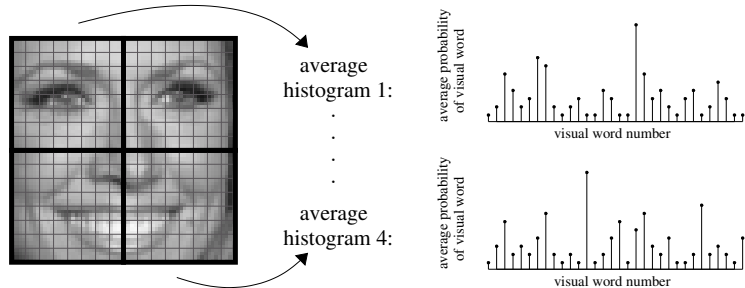 average
histogram 1:
.
.
.
.
average
histogram 4:
average probability
of visual word
visual word number
average probability
of visual word
visual word number